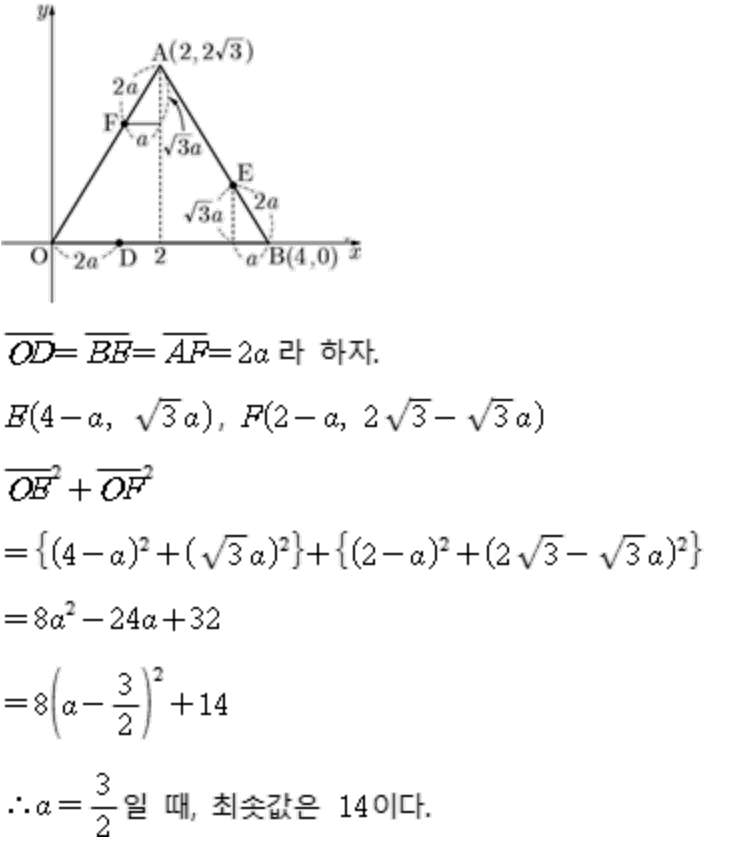 y
A(2, 2√3)
2a
F
a
√3a
E
√3a
2a
O
2a
D
2
a
B(4,0)
x
OD=BE=AF=2a라 하자.
E(4−a, √3a), F(2−a, 2√3−√3a)
OE²+OF²
={(4−a)²+(√3a)²}+{(2−a)²+(2√3−√3a)²}
=8a²−24a+32
=8(a−3/2)²+14
∴a=3/2일 때, 최솟값은 14이다.